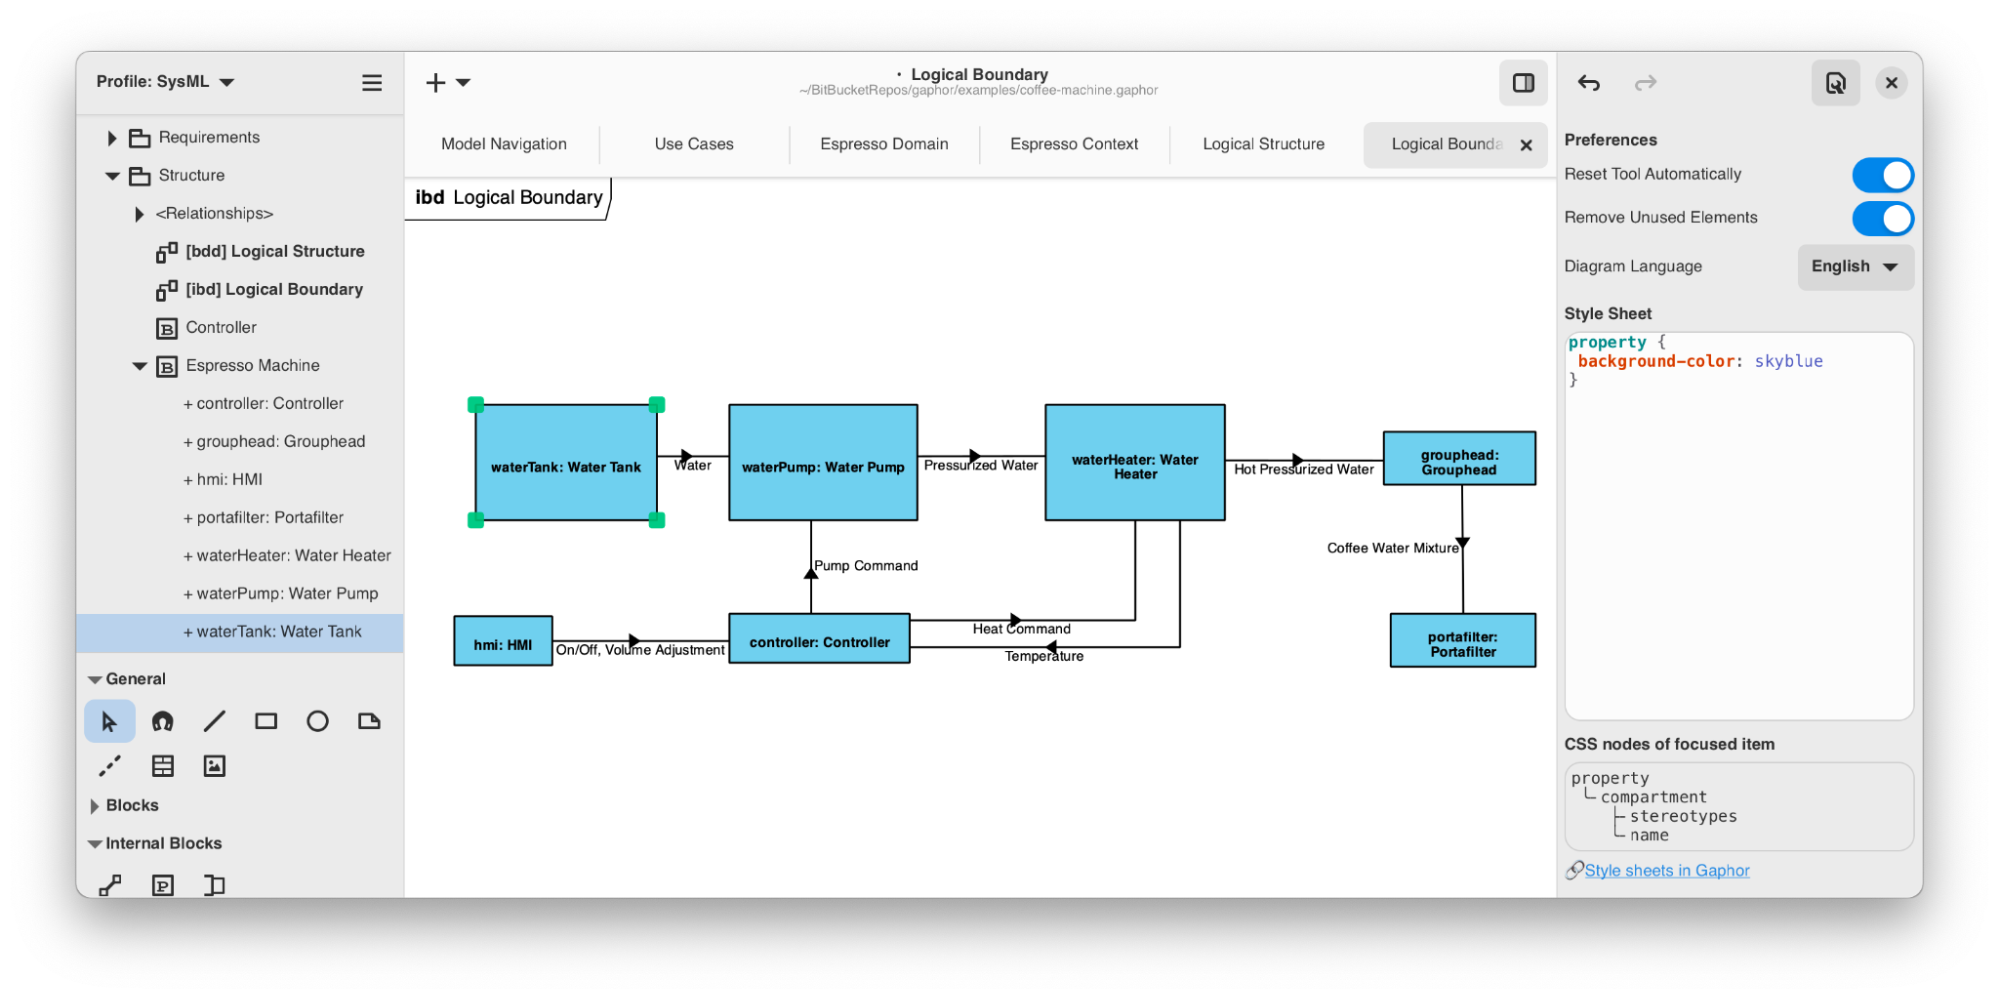 Profile: SysML
Requirements
Structure
<Relationships>
[bdd] Logical Structure
[ibd] Logical Boundary
B Controller
B Espresso Machine
+ controller: Controller
+ grouphead: Grouphead
+ hmi: HMI
+ portafilter: Portafilter
+ waterHeater: Water Heater
+ waterPump: Water Pump
+ waterTank: Water Tank
General
Blocks
Internal Blocks
P
• Logical Boundary
~/BitBucketRepos/gaphor/examples/coffee-machine.gaphor
Model Navigation
Use Cases
Espresso Domain
Espresso Context
Logical Structure
Logical Bounda
ibd Logical Boundary
waterTank: Water Tank
Water
waterPump: Water Pump
Pressurized Water
waterHeater: Water
Heater
Hot Pressurized Water
grouphead:
Grouphead
Coffee Water Mixture
Pump Command
hmi: HMI
On/Off, Volume Adjustment
controller: Controller
Heat Command
Temperature
portafilter:
Portafilter
Preferences
Reset Tool Automatically
Remove Unused Elements
Diagram Language
English
Style Sheet
property {
background-color: skyblue
}
CSS nodes of focused item
property
compartment
stereotypes
name
Style sheets in Gaphor